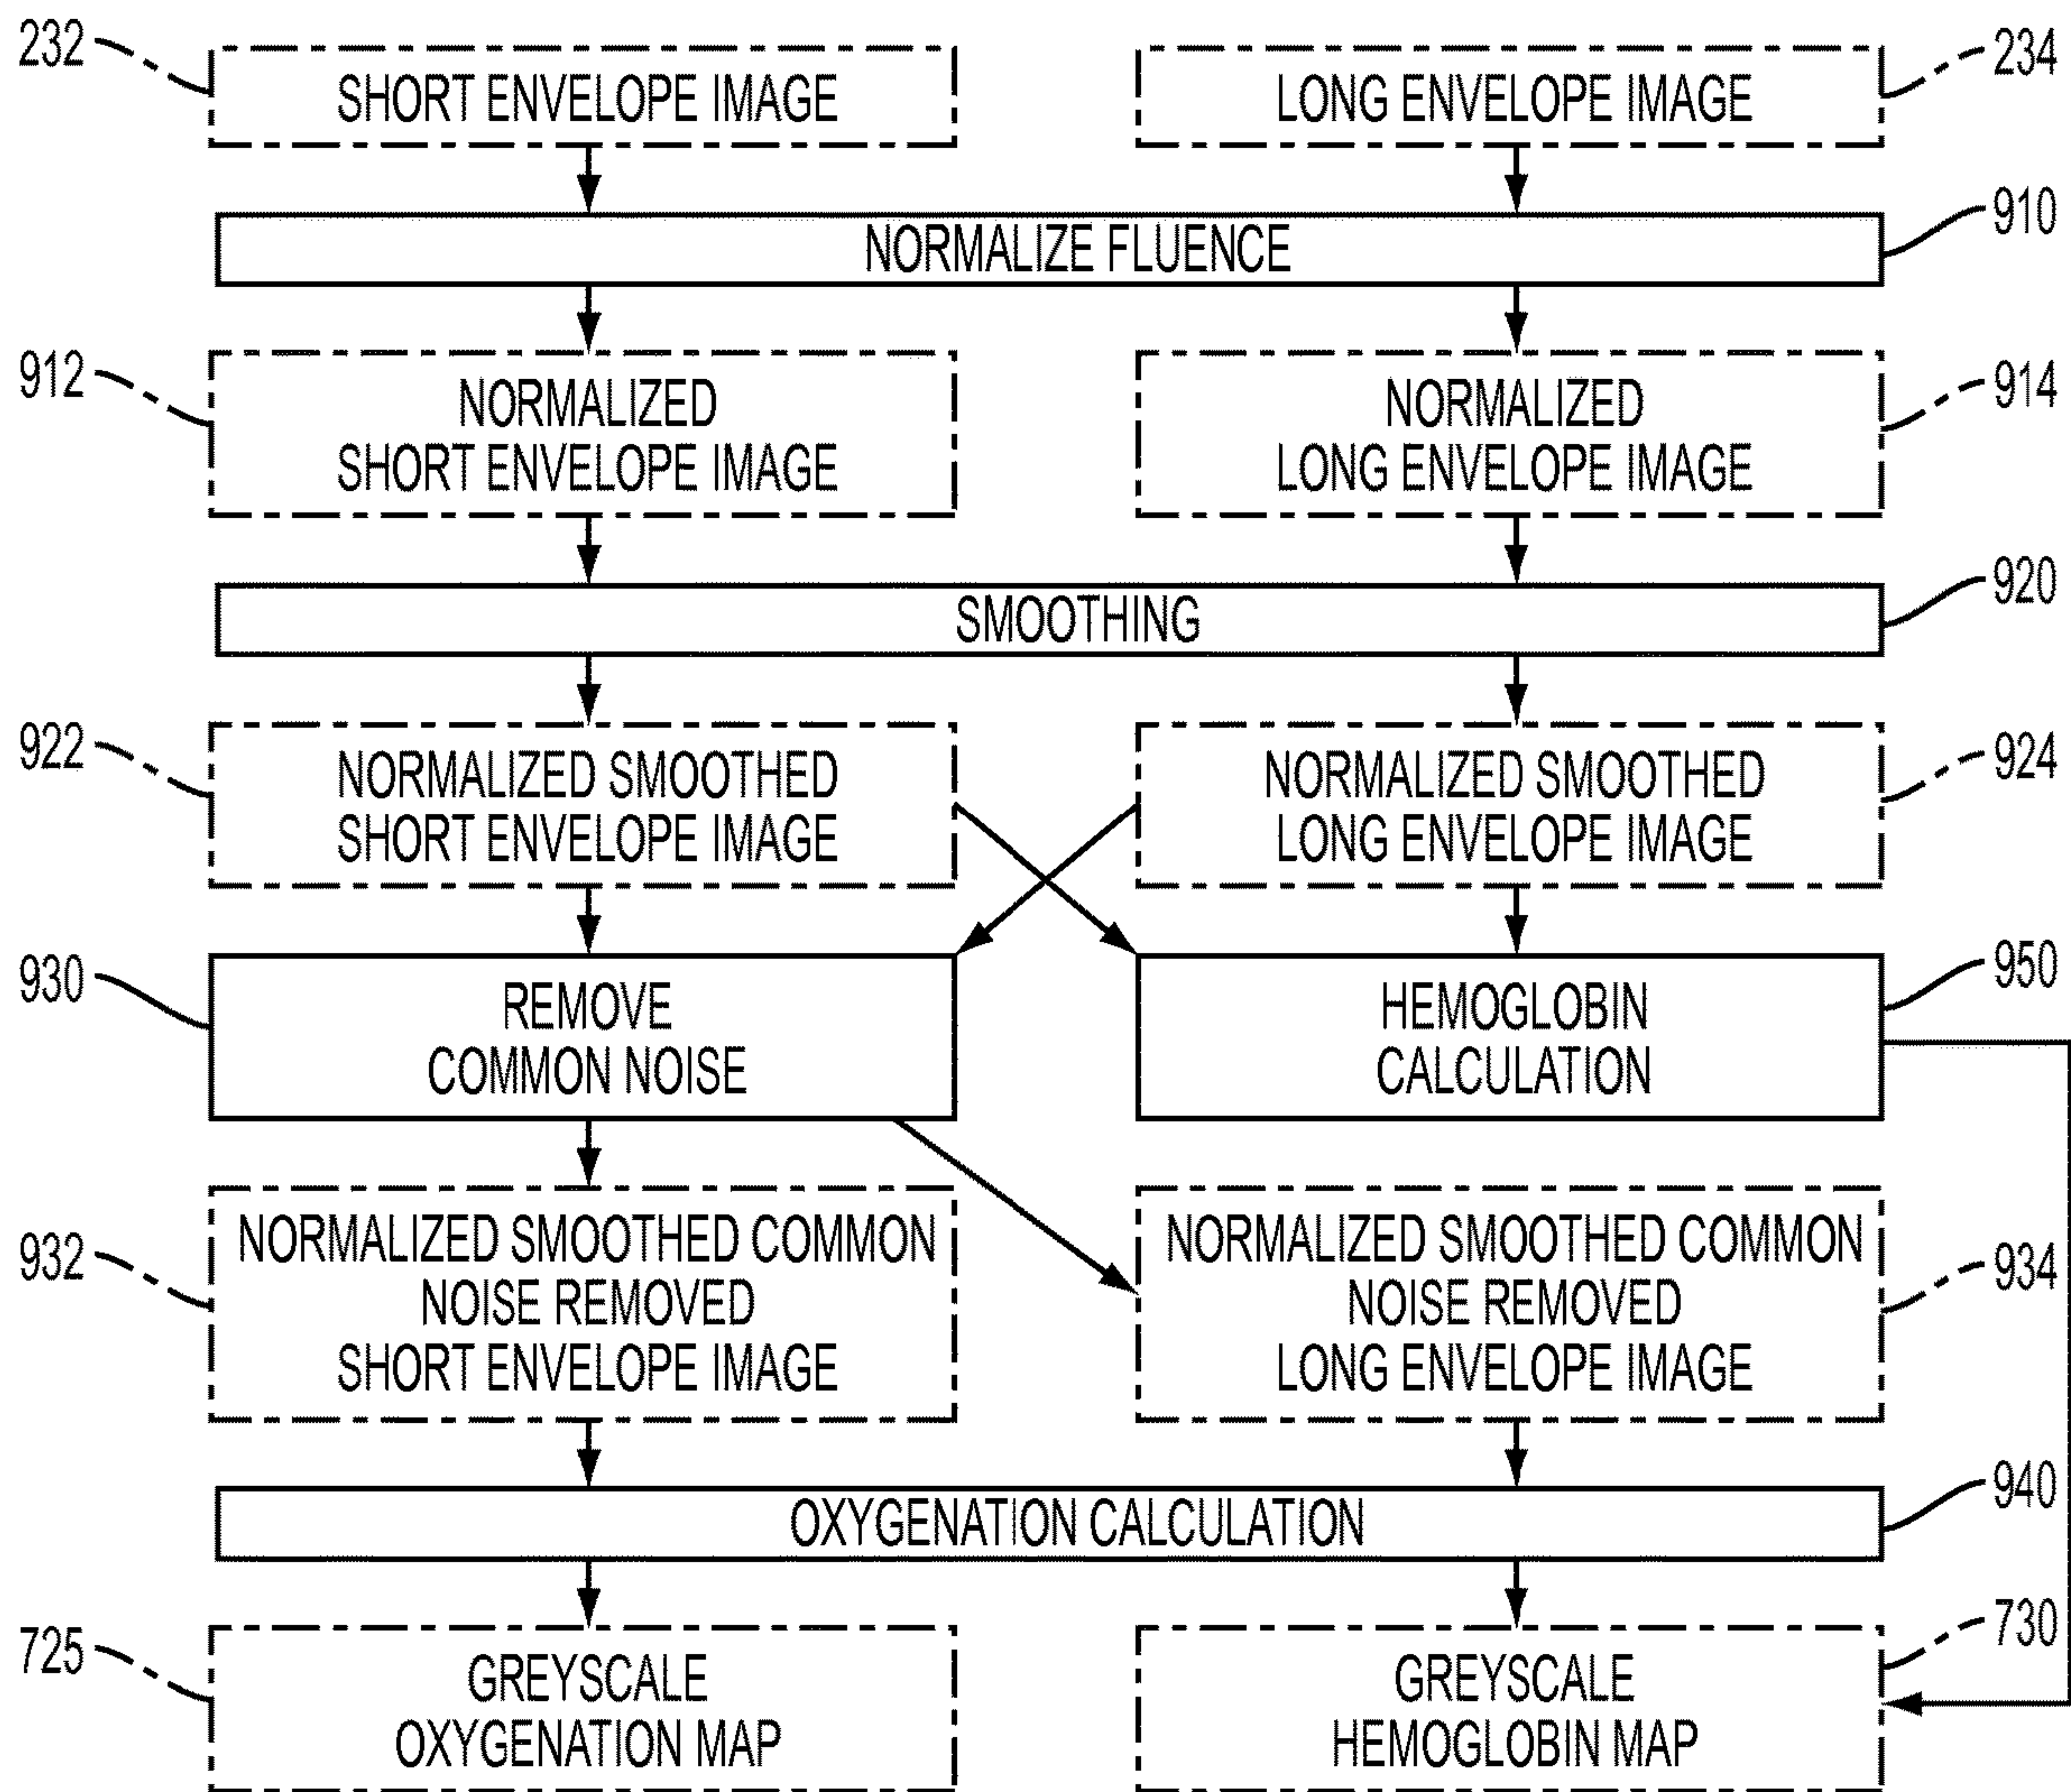 232
SHORT ENVELOPE IMAGE
LONG ENVELOPE IMAGE
234
NORMALIZE FLUENCE
910
912
NORMALIZED
SHORT ENVELOPE IMAGE
NORMALIZED
LONG ENVELOPE IMAGE
914
SMOOTHING
920
922
NORMALIZED SMOOTHED
SHORT ENVELOPE IMAGE
NORMALIZED SMOOTHED
LONG ENVELOPE IMAGE
924
930
REMOVE
COMMON NOISE
HEMOGLOBIN
CALCULATION
950
932
NORMALIZED SMOOTHED COMMON
NOISE REMOVED
SHORT ENVELOPE IMAGE
NORMALIZED SMOOTHED COMMON
NOISE REMOVED
LONG ENVELOPE IMAGE
934
OXYGENATION CALCULATION
940
725
GREYSCALE
OXYGENATION MAP
GREYSCALE
HEMOGLOBIN MAP
730